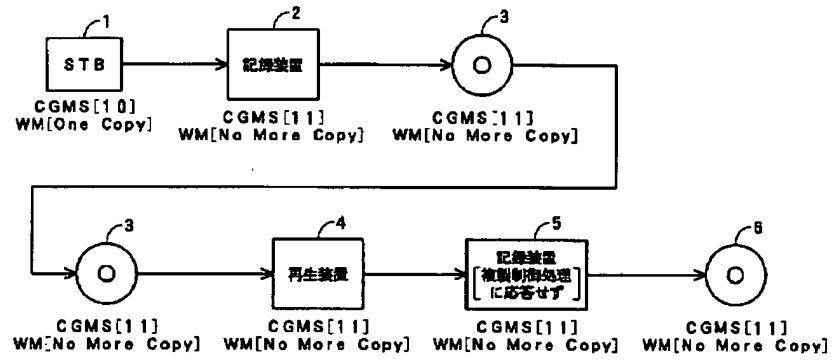 1
2
3
STB
記録装置
CGMS[10]
WM[One Copy]
CGMS[11]
WM[No More Copy]
CGMS[11]
WM[No More Copy]
3
4
5
6
再生装置
記録装置
[複製制御処理
に応答せず]
CGMS[11]
WM[No More Copy]
CGMS[11]
WM[No More Copy]
CGMS[11]
WM[No More Copy]
CGMS[11]
WM[No More Copy]